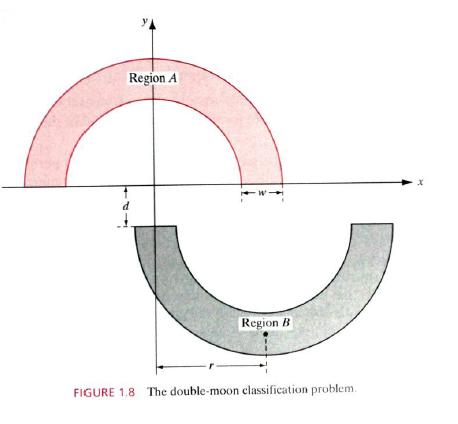 y
Region A
x
w
d
Region B
r
FIGURE 1.8 The double-moon classification problem.